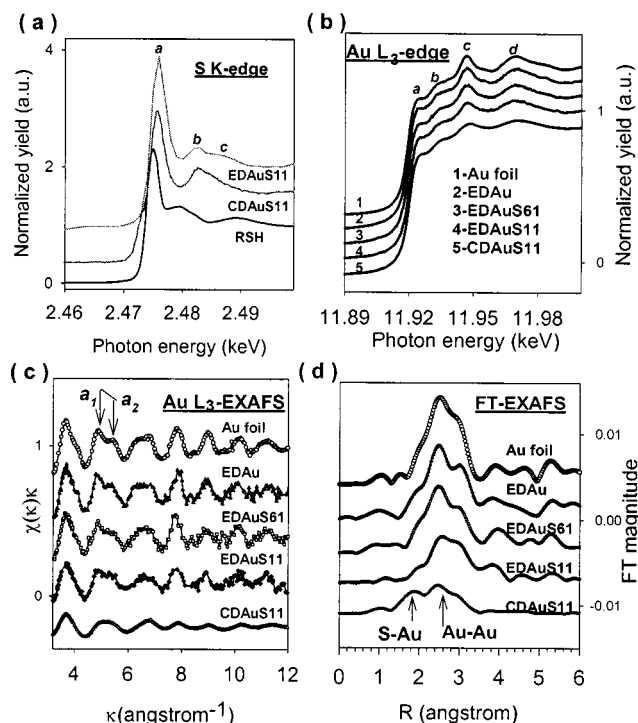 ( a )
S K-edge
a
b
c
EDAuS11
CDAuS11
RSH
4
2
0
2.46
2.47
2.48
2.49
Normalized yield (a.u.)
Photon energy (keV)
( b )
Au L3-edge
a
b
c
d
1
2
3
4
5
1-Au foil
2-EDAu
3-EDAuS61
4-EDAuS11
5-CDAuS11
1
0
11.89
11.92
11.95
11.98
Normalized yield (a.u.)
Photon energy (keV)
( c )
a1
a2
Au L3-EXAFS
Au foil
EDAu
EDAuS61
EDAuS11
CDAuS11
1
0
4
6
8
10
12
χ(κ)κ
κ(angstrom-1)
( d )
FT-EXAFS
Au foil
EDAu
EDAuS61
EDAuS11
CDAuS11
S-Au
Au-Au
0.01
0.00
-0.01
0
1
2
3
4
5
6
FT magnitude
R (angstrom)